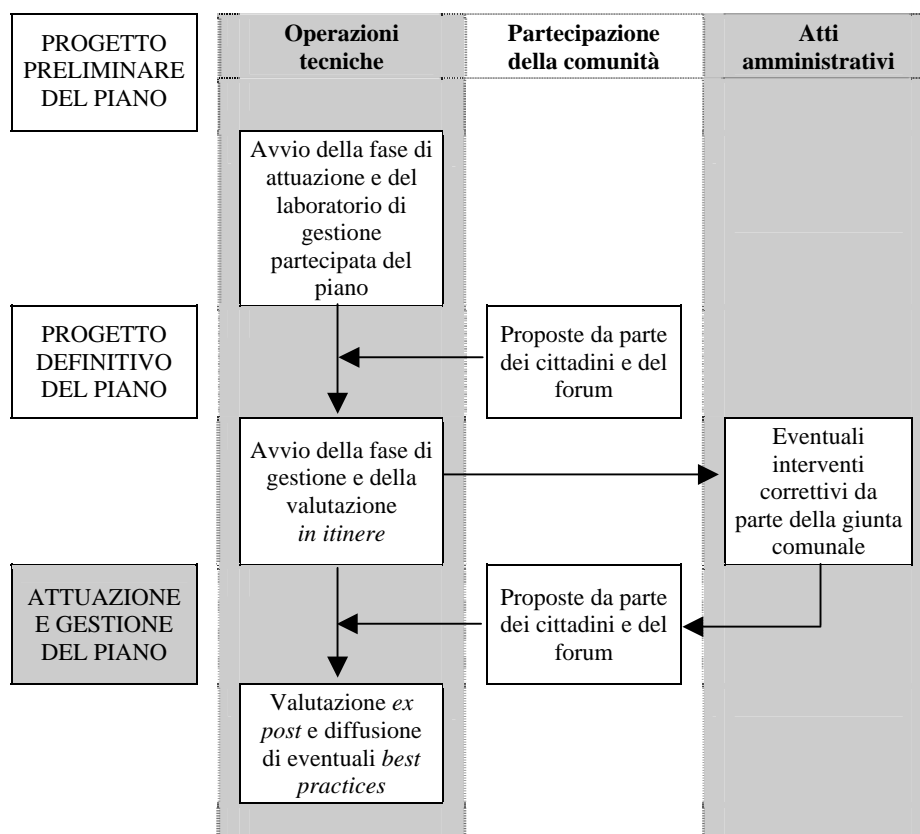 PROGETTO
PRELIMINARE
DEL PIANO
Operazioni
tecniche
Partecipazione
della comunità
Atti
amministrativi
Avvio della fase di
attuazione e del
laboratorio di
gestione
partecipata del
piano
PROGETTO
DEFINITIVO
DEL PIANO
Proposte da parte
dei cittadini e del
forum
Avvio della fase di
gestione e della
valutazione
in itinere
Eventuali
interventi
correttivi da
parte della giunta
comunale
ATTUAZIONE
E GESTIONE
DEL PIANO
Proposte da parte
dei cittadini e del
forum
Valutazione ex
post e diffusione
di eventuali best
practices